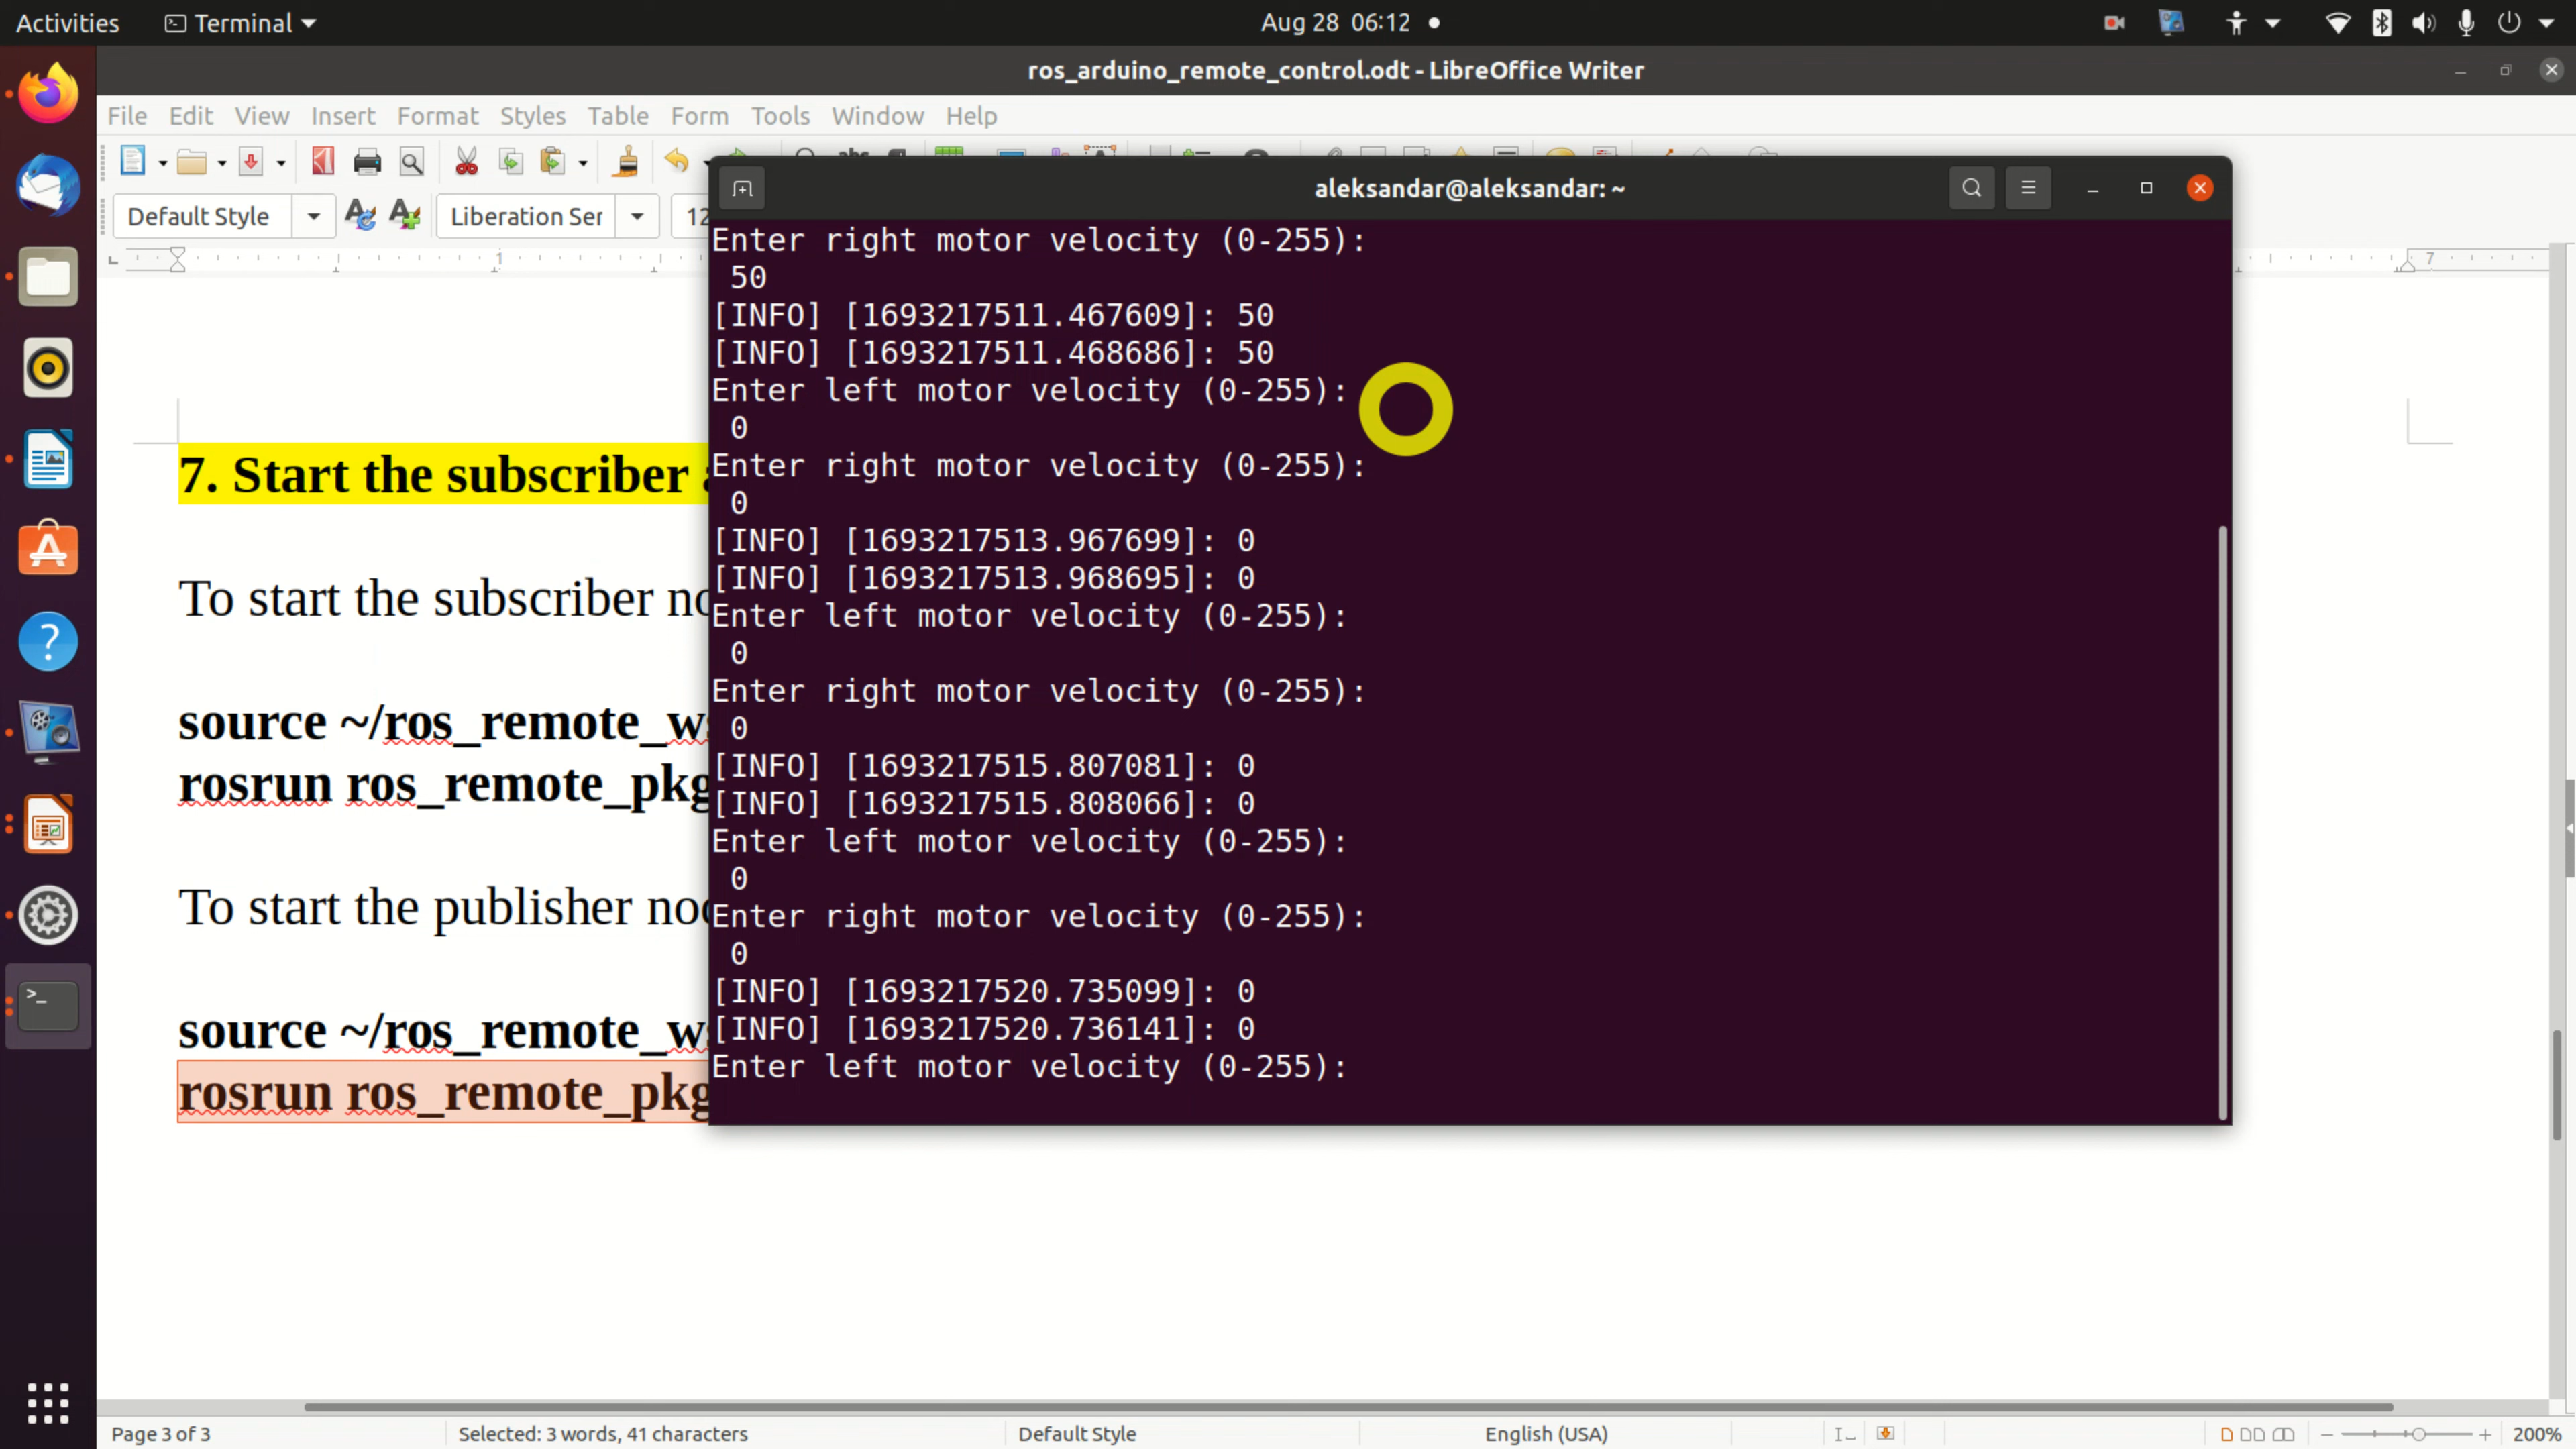 Activities
Terminal
Aug 28 06:12
ros_arduino_remote_control.odt - LibreOffice Writer
File Edit View Insert Format Styles Table Form Tools Window Help
Default Style
Liberation Ser
12
1
7
aleksandar@aleksandar: ~
Enter right motor velocity (0-255):
50
[INFO] [1693217511.467609]: 50
[INFO] [1693217511.468686]: 50
Enter left motor velocity (0-255):
0
Enter right motor velocity (0-255):
0
[INFO] [1693217513.967699]: 0
[INFO] [1693217513.968695]: 0
Enter left motor velocity (0-255):
0
Enter right motor velocity (0-255):
0
[INFO] [1693217515.807081]: 0
[INFO] [1693217515.808066]: 0
Enter left motor velocity (0-255):
0
Enter right motor velocity (0-255):
0
[INFO] [1693217520.735099]: 0
[INFO] [1693217520.736141]: 0
Enter left motor velocity (0-255):
7. Start the subscriber
To start the subscriber
source ~/ros_remote_ws
rosrun ros_remote_pkg
To start the publisher
source ~/ros_remote_ws
rosrun ros_remote_pkg
Page 3 of 3
Selected: 3 words, 41 characters
Default Style
English (USA)
200%